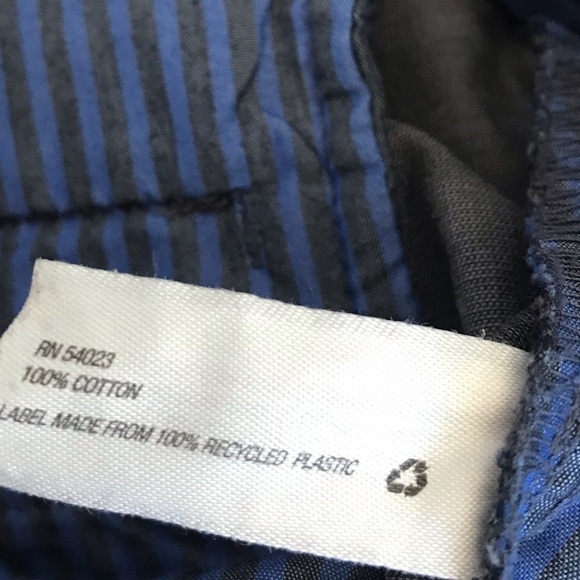 RN 54023
100% COTTON
LABEL MADE FROM 100% RECYCLED PLASTIC